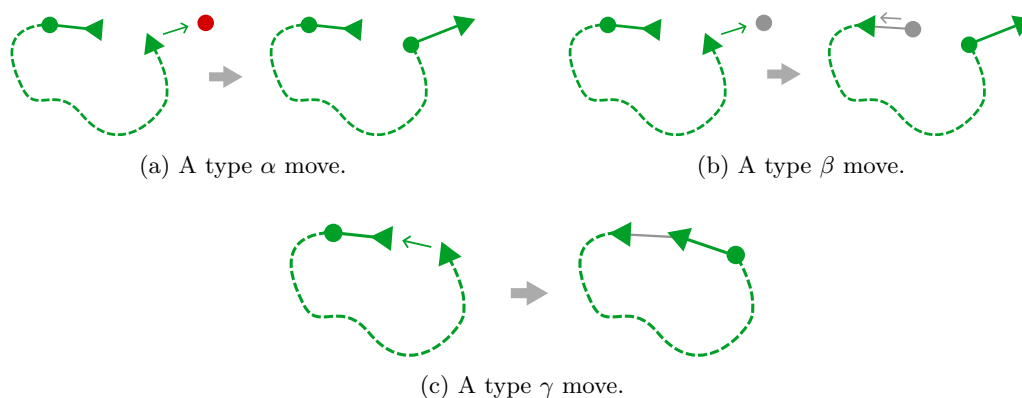 (a) A type α move.
(b) A type β move.
(c) A type γ move.